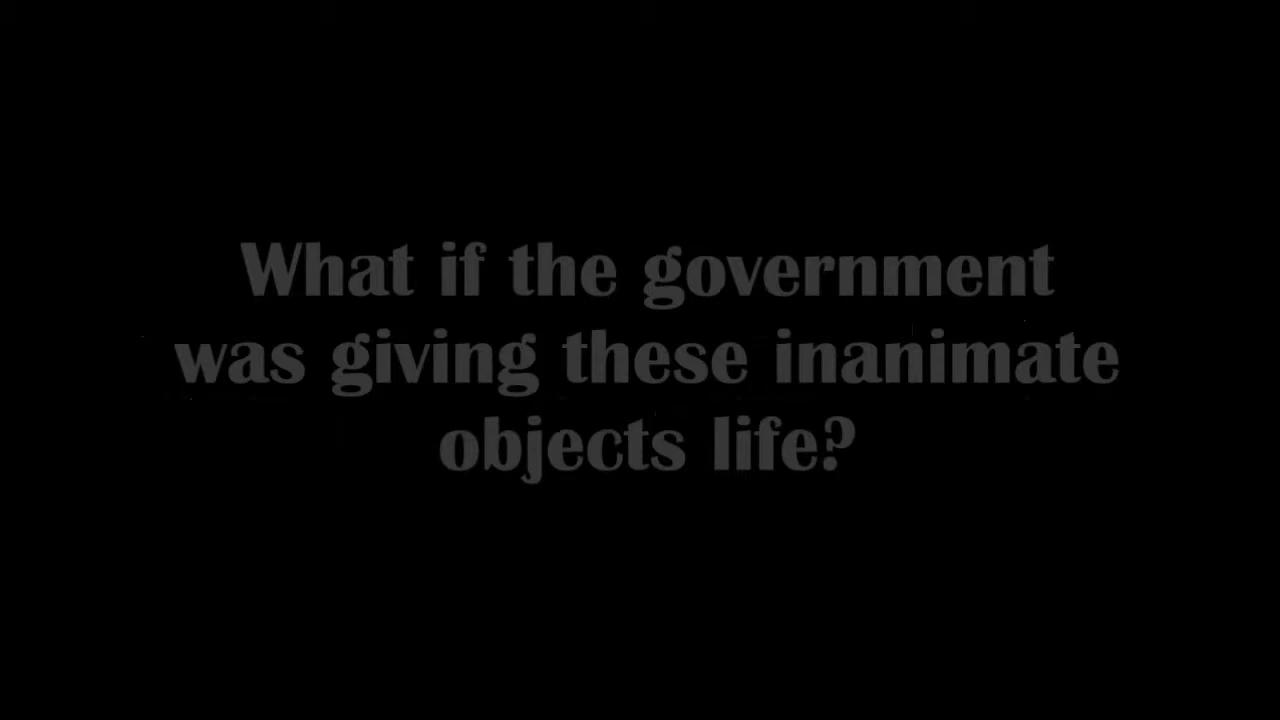 What if the government
was giving these inanimate
objects life?